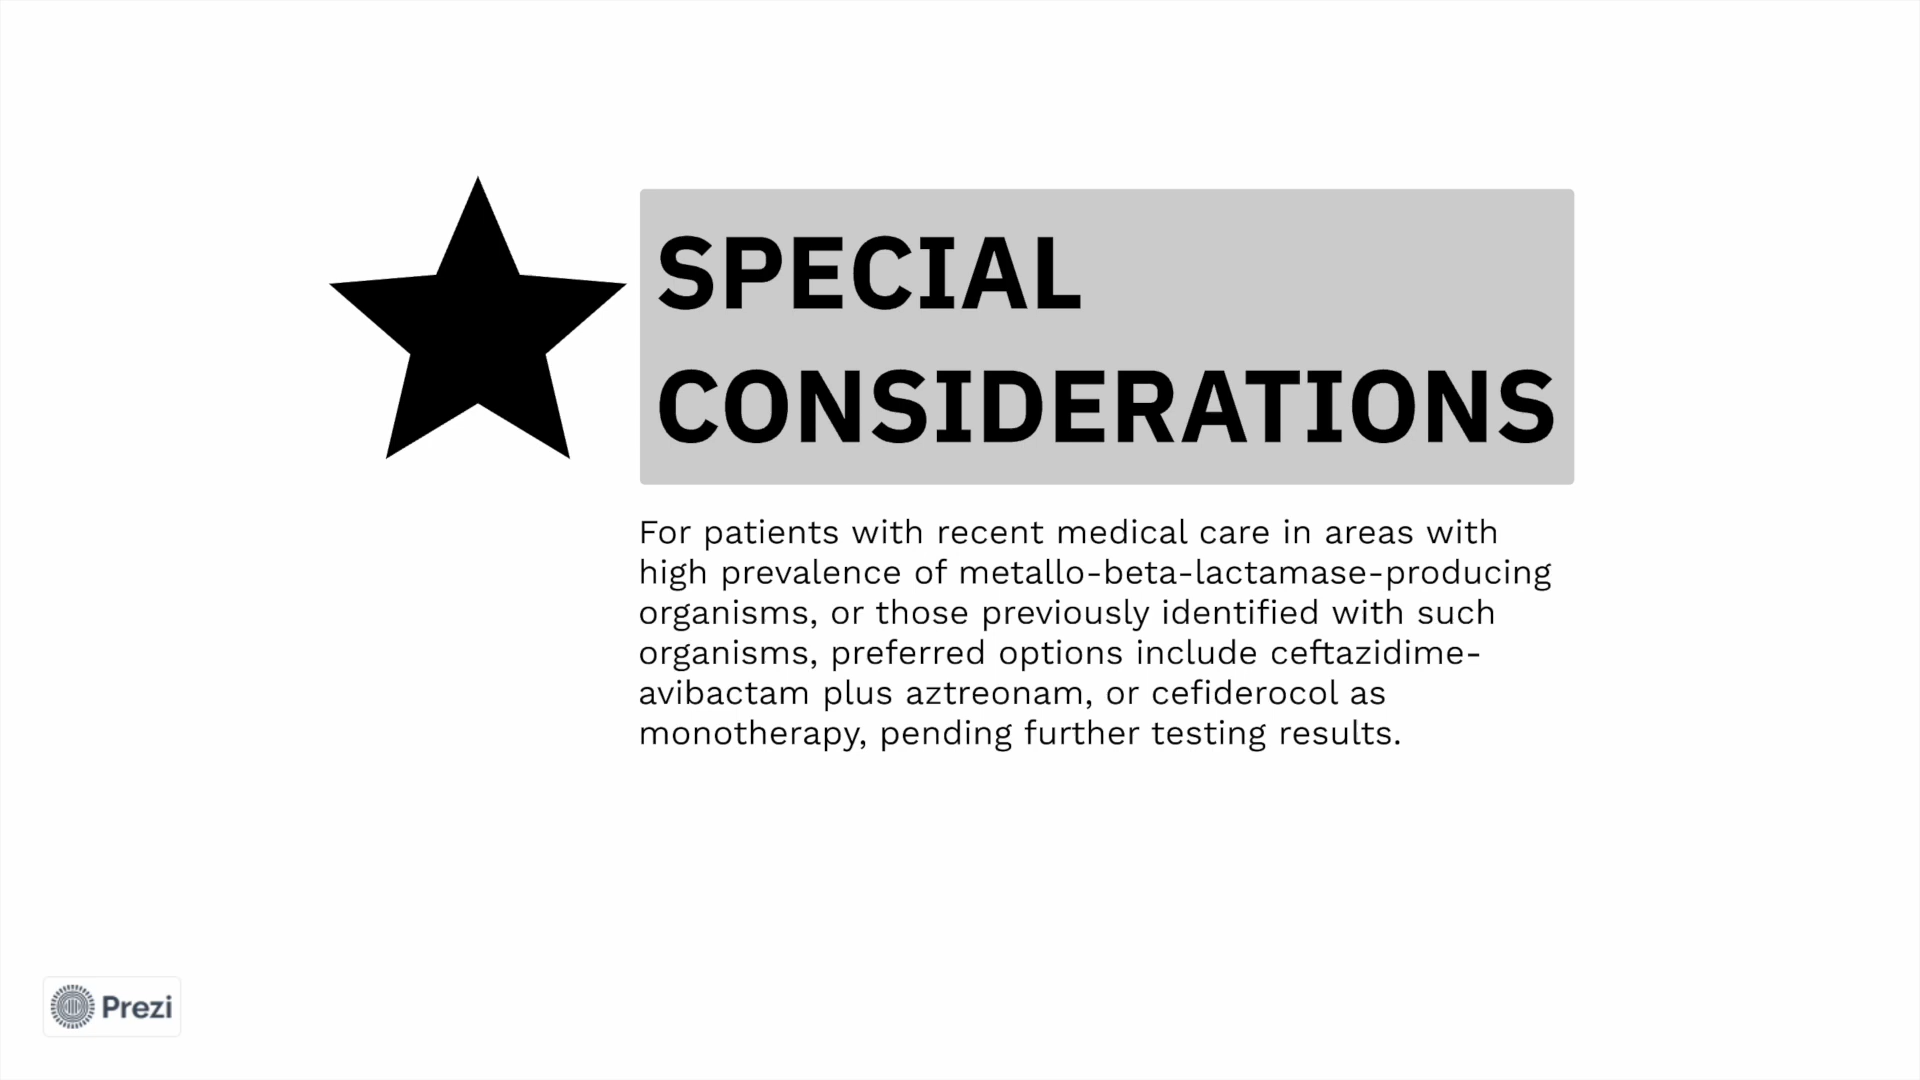 SPECIAL
CONSIDERATIONS
For patients with recent medical care in areas with
high prevalence of metallo-beta-lactamase-producing
organisms, or those previously identified with such
organisms, preferred options include ceftazidime-
avibactam plus aztreonam, or cefiderocol as
monotherapy, pending further testing results.
Prezi